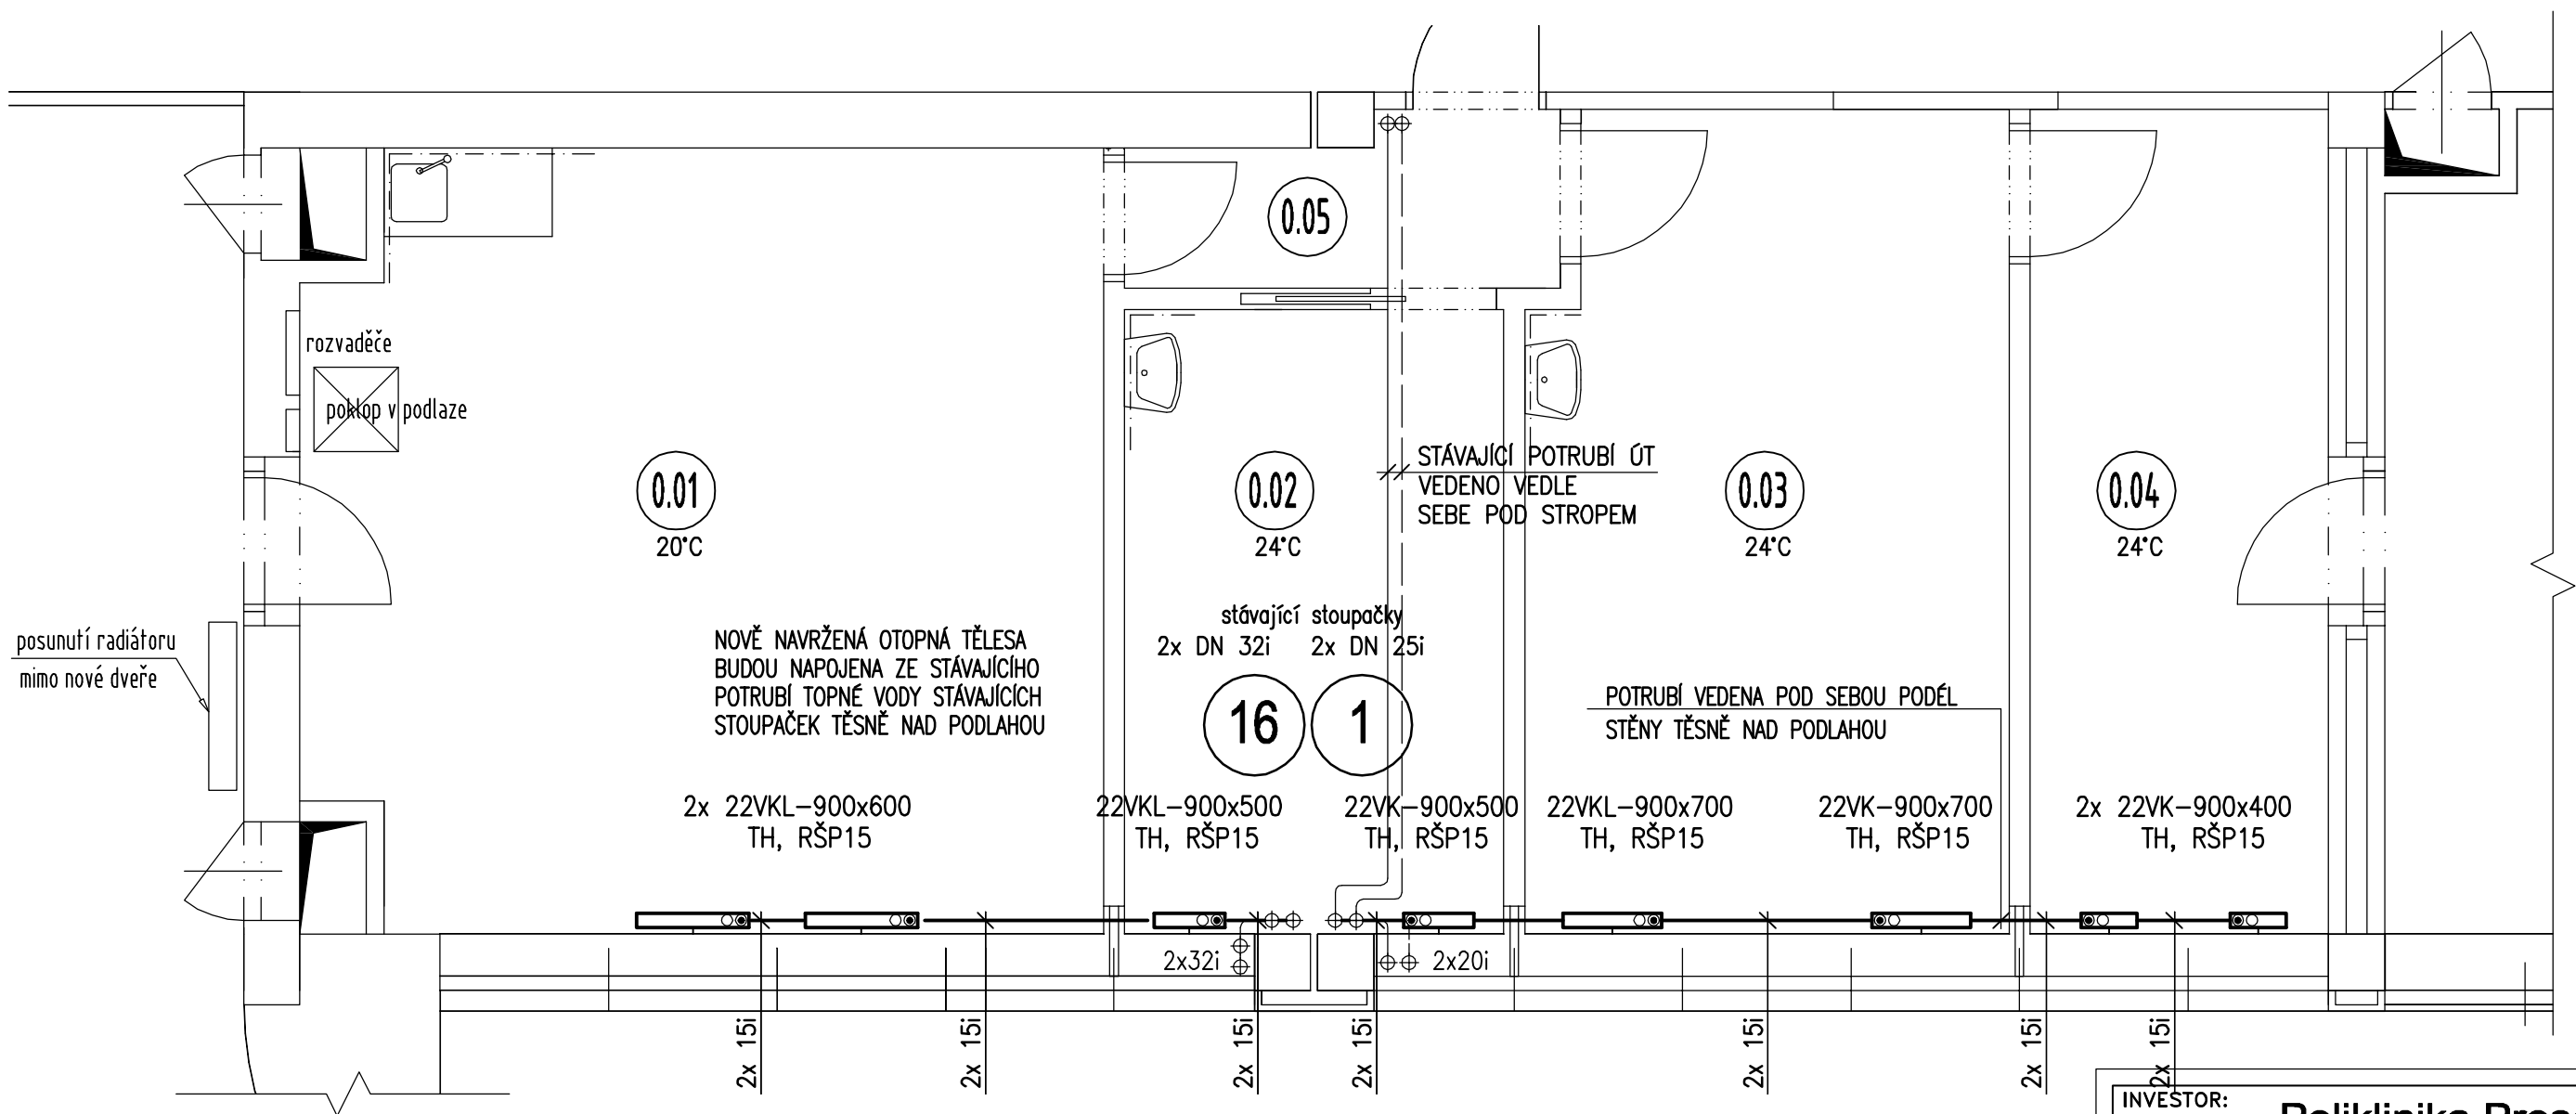 0.05
rozvaděče
poklop v podlaze
0.01
20°C
0.02
24°C
STÁVAJÍCÍ POTRUBÍ ÚT
VEDENO VEDLE
SEBE POD STROPEM
0.03
24°C
0.04
24°C
posunutí radiátoru
mimo nové dveře
NOVĚ NAVRŽENÁ OTOPNÁ TĚLESA
BUDOU NAPOJENA ZE STÁVAJÍCÍHO
POTRUBÍ TOPNÉ VODY STÁVAJÍCÍCH
STOUPAČEK TĚSNĚ NAD PODLAHOU
stávající stoupačky
2x DN 32i 2x DN 25i
16 1
POTRUBÍ VEDENA POD SEBOU PODÉL
STĚNY TĚSNĚ NAD PODLAHOU
2x 22VKL-900x600
TH, RŠP15
22VKL-900x500
TH, RŠP15
22VK-900x500
TH, RŠP15
22VKL-900x700
TH, RŠP15
22VK-900x700
TH, RŠP15
2x 22VK-900x400
TH, RŠP15
2x32i
2x20i
2x 15i
2x 15i
2x 15i
2x 15i
2x 15i
2x 15i
2x 15i
INVESTOR:
Poliklinika